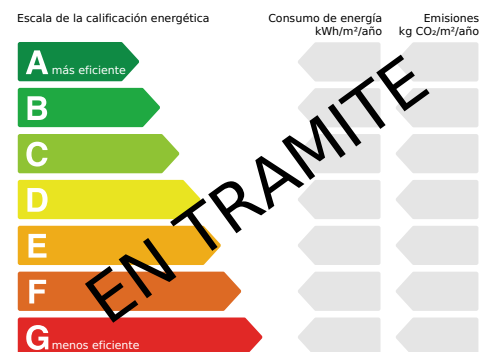 Escala de la calificación energética
Consumo de energía
kWh/m²/año
Emisiones
kg CO₂/m²/año
A más eficiente
B
C
D
E
F
G menos eficiente
EN TRAMITE